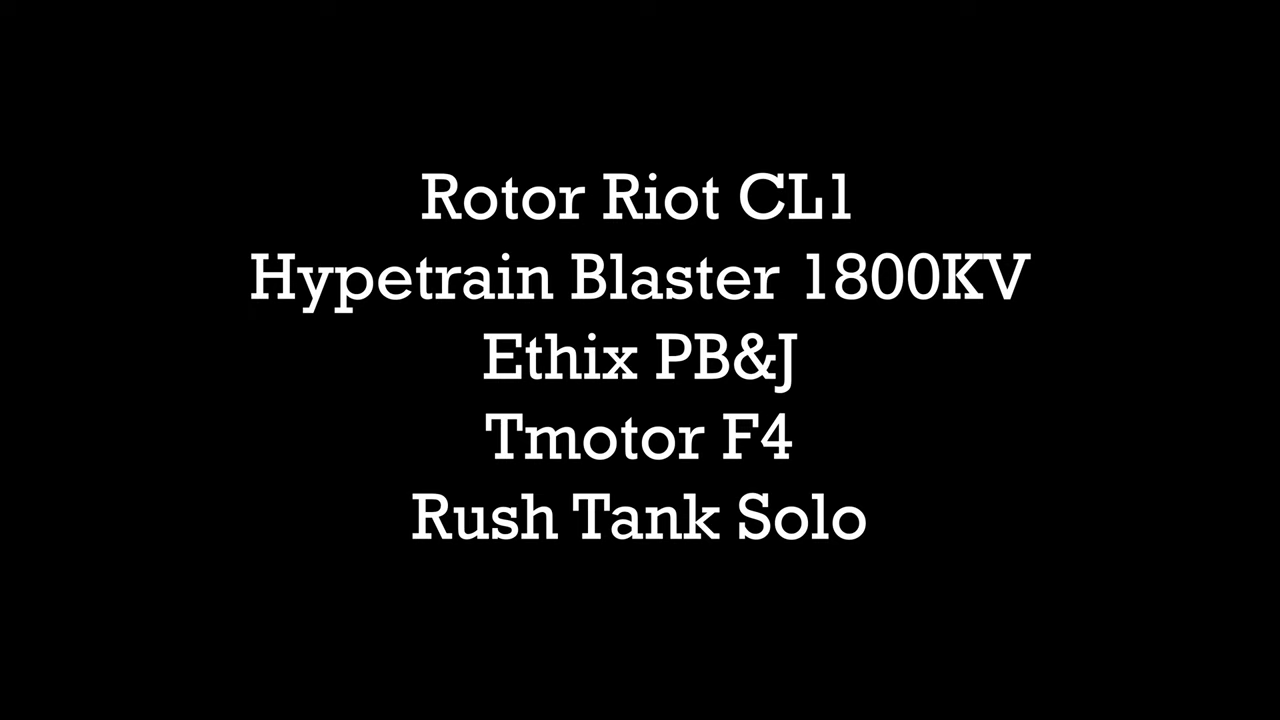 Rotor Riot CL1
Hypetrain Blaster 1800KV
Ethix PB&J
Tmotor F4
Rush Tank Solo